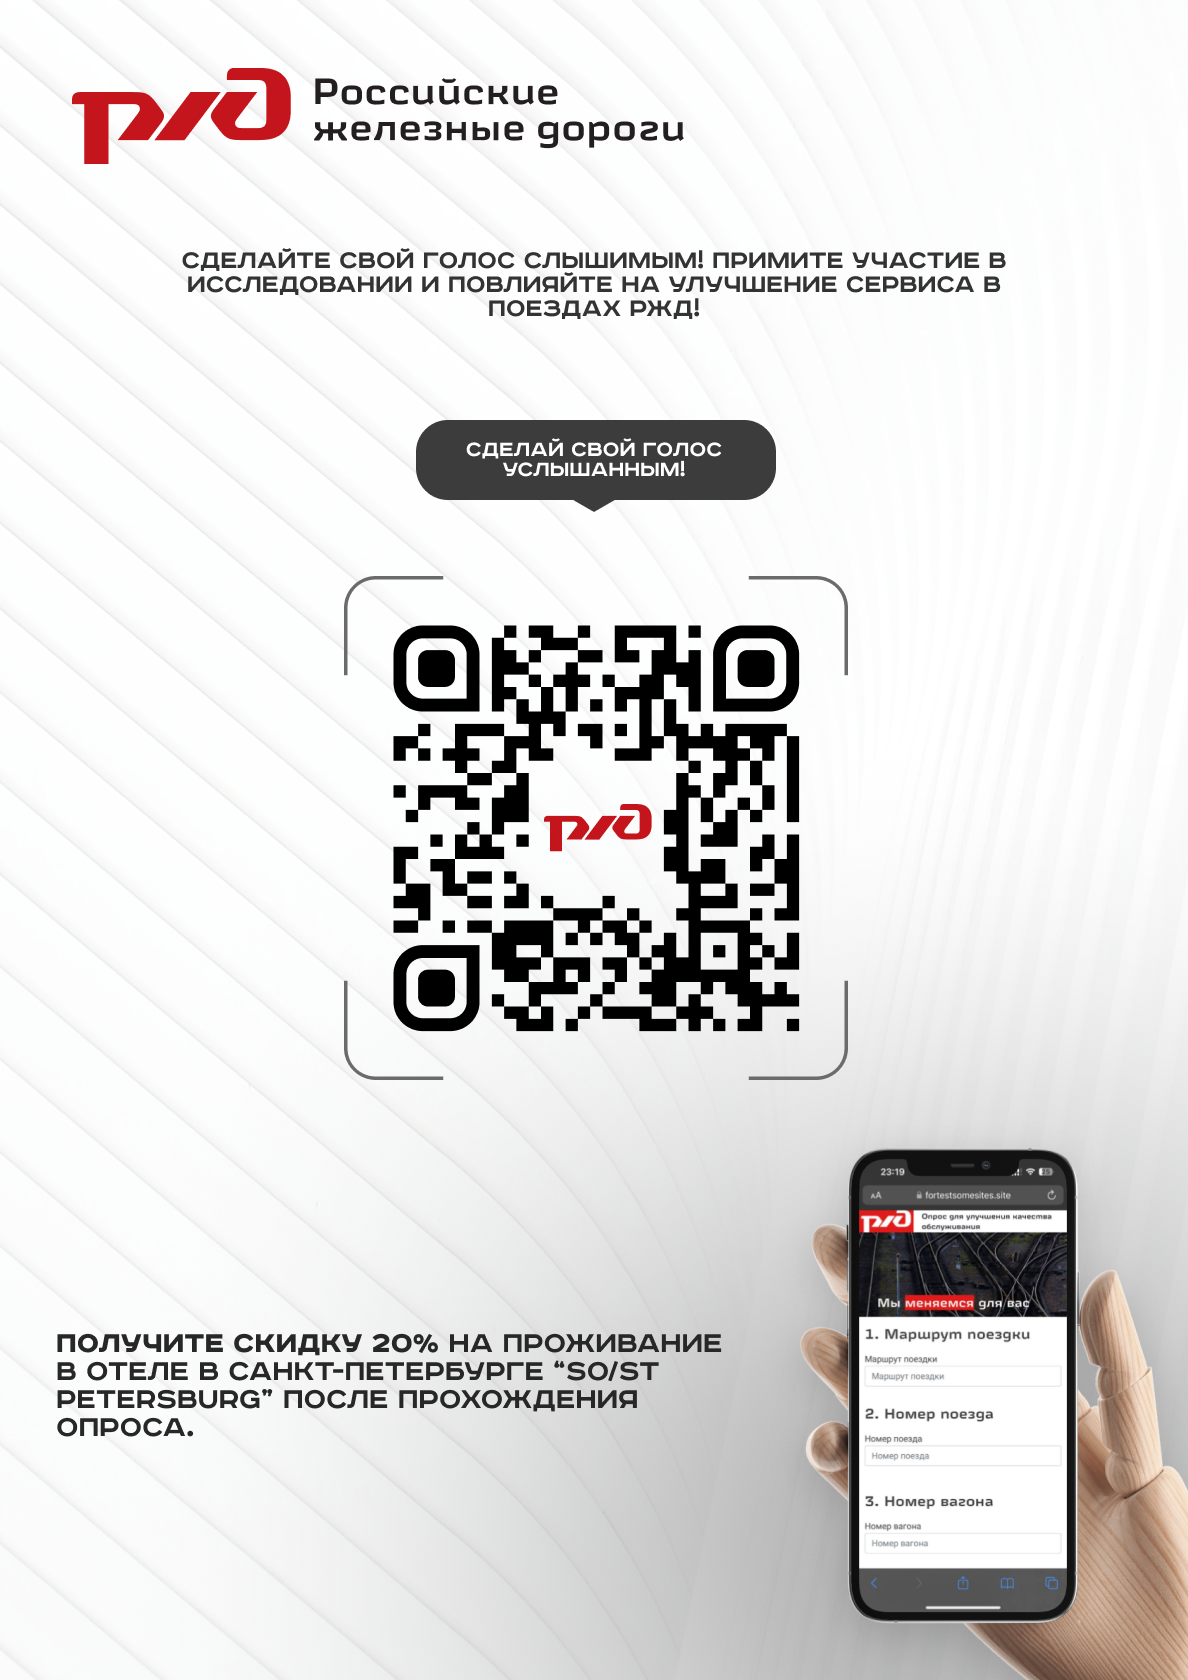 ржд Российские
железные дороги
СДЕЛАЙТЕ СВОЙ ГОЛОС СЛЫШИМЫМ! ПРИМИТЕ УЧАСТИЕ В
ИССЛЕДОВАНИИ И ПОВЛИЯЙТЕ НА УЛУЧШЕНИЕ СЕРВИСА В
ПОЕЗДАХ РЖД!
СДЕЛАЙ СВОЙ ГОЛОС
УСЛЫШАННЫМ!
ржд
ПОЛУЧИТЕ СКИДКУ 20% НА ПРОЖИВАНИЕ
В ОТЕЛЕ В САНКТ-ПЕТЕРБУРГЕ “SO/ST
PETERSBURG” ПОСЛЕ ПРОХОЖДЕНИЯ
ОПРОСА.
23:19
AA fortestsomesites.site
ржд Опрос для улучшения качества
обслуживания
Мы меняемся для вас
1. Маршрут поездки
Маршрут поездки
Маршрут поездки
2. Номер поезда
Номер поезда
Номер поезда
3. Номер вагона
Номер вагона
Номер вагона